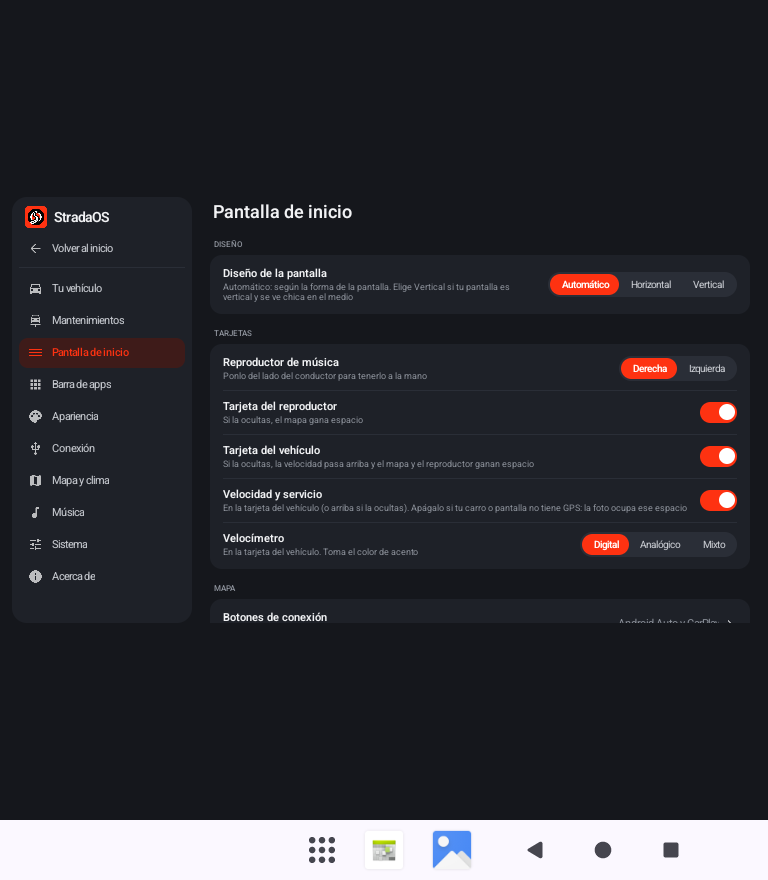 StradaOS
Volver al inicio
Tu vehículo
Mantenimientos
Pantalla de inicio
Barra de apps
Apariencia
Conexión
Mapa y clima
Música
Sistema
Acerca de
Pantalla de inicio
DISEÑO
Diseño de la pantalla
Automático: según la forma de la pantalla. Elige Vertical si tu pantalla es
vertical y se ve chica en el medio
Automático Horizontal Vertical
TARJETAS
Reproductor de música
Ponlo del lado del conductor para tenerlo a la mano
Derecha Izquierda
Tarjeta del reproductor
Si la ocultas, el mapa gana espacio
Tarjeta del vehículo
Si la ocultas, la velocidad pasa arriba y el mapa y el reproductor ganan espacio
Velocidad y servicio
En la tarjeta del vehículo (o arriba si la ocultas). Apágalo si tu carro o pantalla no tiene GPS: la foto ocupa ese espacio
Velocímetro
En la tarjeta del vehículo. Toma el color de acento
Digital Analógico Mixto
MAPA
Botones de conexión
Android Auto y CarPlay